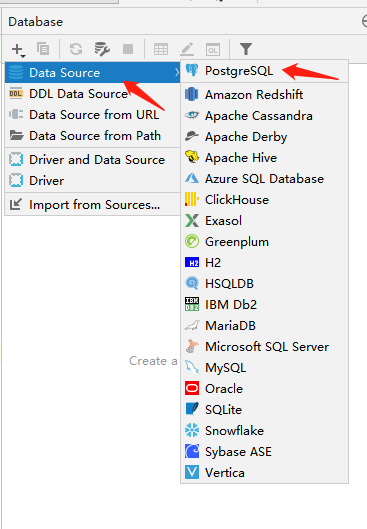 Database
Data Source
DDL Data Source
Data Source from URL
Data Source from Path
Driver and Data Source
Driver
Import from Sources...
Create a
PostgreSQL
Amazon Redshift
Apache Cassandra
Apache Derby
Apache Hive
Azure SQL Database
ClickHouse
Exasol
Greenplum
H2
HSQLDB
IBM Db2
MariaDB
Microsoft SQL Server
MySQL
Oracle
SQLite
Snowflake
Sybase ASE
Vertica